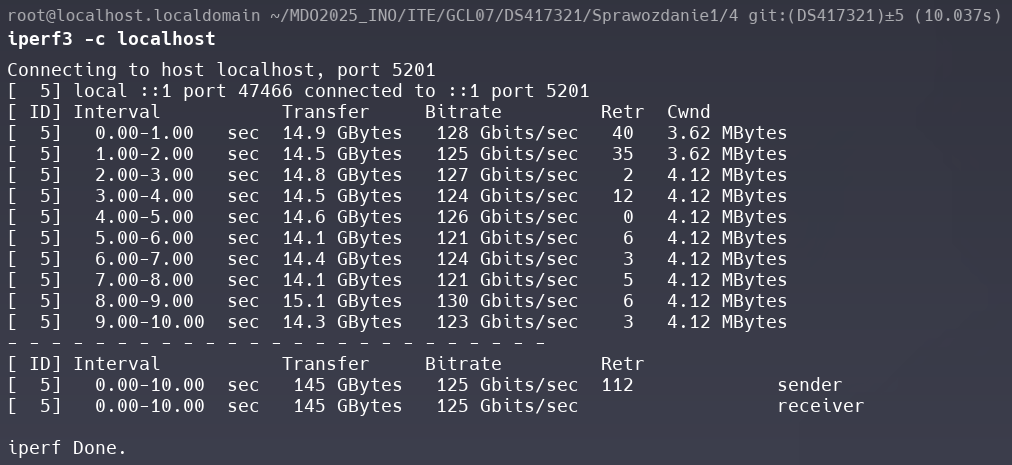 root@localhost.localdomain ~/MDO2025_INO/ITE/GCL07/DS417321/Sprawozdanie1/4 git:(DS417321)±5 (10.037s)
iperf3 -c localhost
Connecting to host localhost, port 5201
[  5] local ::1 port 47466 connected to ::1 port 5201
[ ID] Interval           Transfer     Bitrate         Retr  Cwnd
[  5]   0.00-1.00   sec  14.9 GBytes   128 Gbits/sec   40   3.62 MBytes
[  5]   1.00-2.00   sec  14.5 GBytes   125 Gbits/sec   35   3.62 MBytes
[  5]   2.00-3.00   sec  14.8 GBytes   127 Gbits/sec    2   4.12 MBytes
[  5]   3.00-4.00   sec  14.5 GBytes   124 Gbits/sec   12   4.12 MBytes
[  5]   4.00-5.00   sec  14.6 GBytes   126 Gbits/sec    0   4.12 MBytes
[  5]   5.00-6.00   sec  14.1 GBytes   121 Gbits/sec    6   4.12 MBytes
[  5]   6.00-7.00   sec  14.4 GBytes   124 Gbits/sec    3   4.12 MBytes
[  5]   7.00-8.00   sec  14.1 GBytes   121 Gbits/sec    5   4.12 MBytes
[  5]   8.00-9.00   sec  15.1 GBytes   130 Gbits/sec    6   4.12 MBytes
[  5]   9.00-10.00  sec  14.3 GBytes   123 Gbits/sec    3   4.12 MBytes
- - - - - - - - - - - - - - - - - - - - - - - - -
[ ID] Interval           Transfer     Bitrate         Retr
[  5]   0.00-10.00  sec   145 GBytes   125 Gbits/sec  112             sender
[  5]   0.00-10.00  sec   145 GBytes   125 Gbits/sec                  receiver
iperf Done.